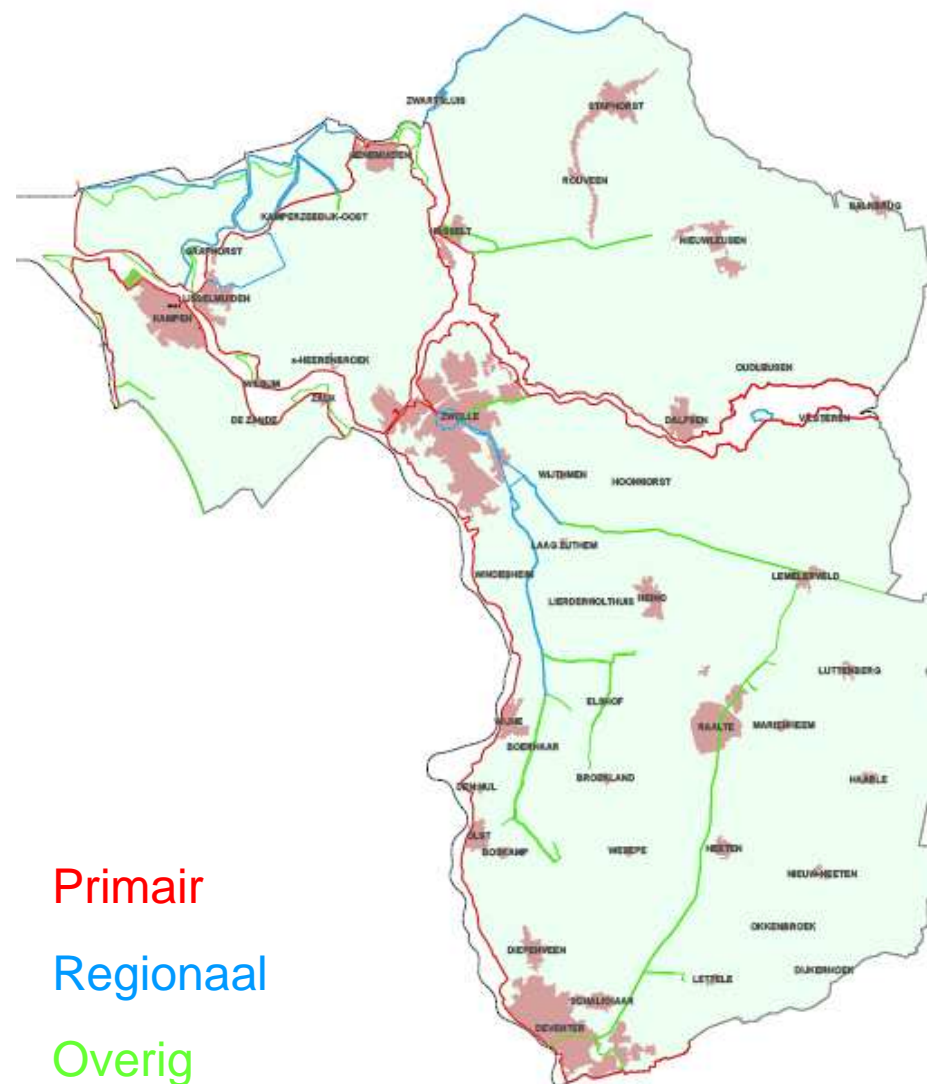 ZWARTSLUIS
STAPHORST
GENEMUIDEN
ROUVEEN
BALKBRUG
KAMPERZEEDIJK-OOST
HASSELT
NIEUWLEUSEN
GRAFHORST
IJSSELMUIDEN
KAMPEN
s-HEERENBROEK
OUDLEUSEN
WILSUM
ZALK
DE ZANDE
ZWOLLE
DALFSEN
VILSTEREN
WIJTHMEN
HOONHORST
LAAG ZUTHEM
WINDESHEIM
LEMELERVELD
LIERDERHOLTHUIS
HEINO
LUTTENBERG
ELSHOF
WIJHE
RAALTE
MARIENHEEM
BOERHAAR
BROEKLAND
HAARLE
DEN NUL
OLST
BOSKAMP
WESEPE
HEETEN
NIEUW-HEETEN
Primair
OKKENBROEK
DIEPENVEEN
Regionaal
LETTELE
DIJKERHOEK
SCHALKHAAR
DEVENTER
Overig